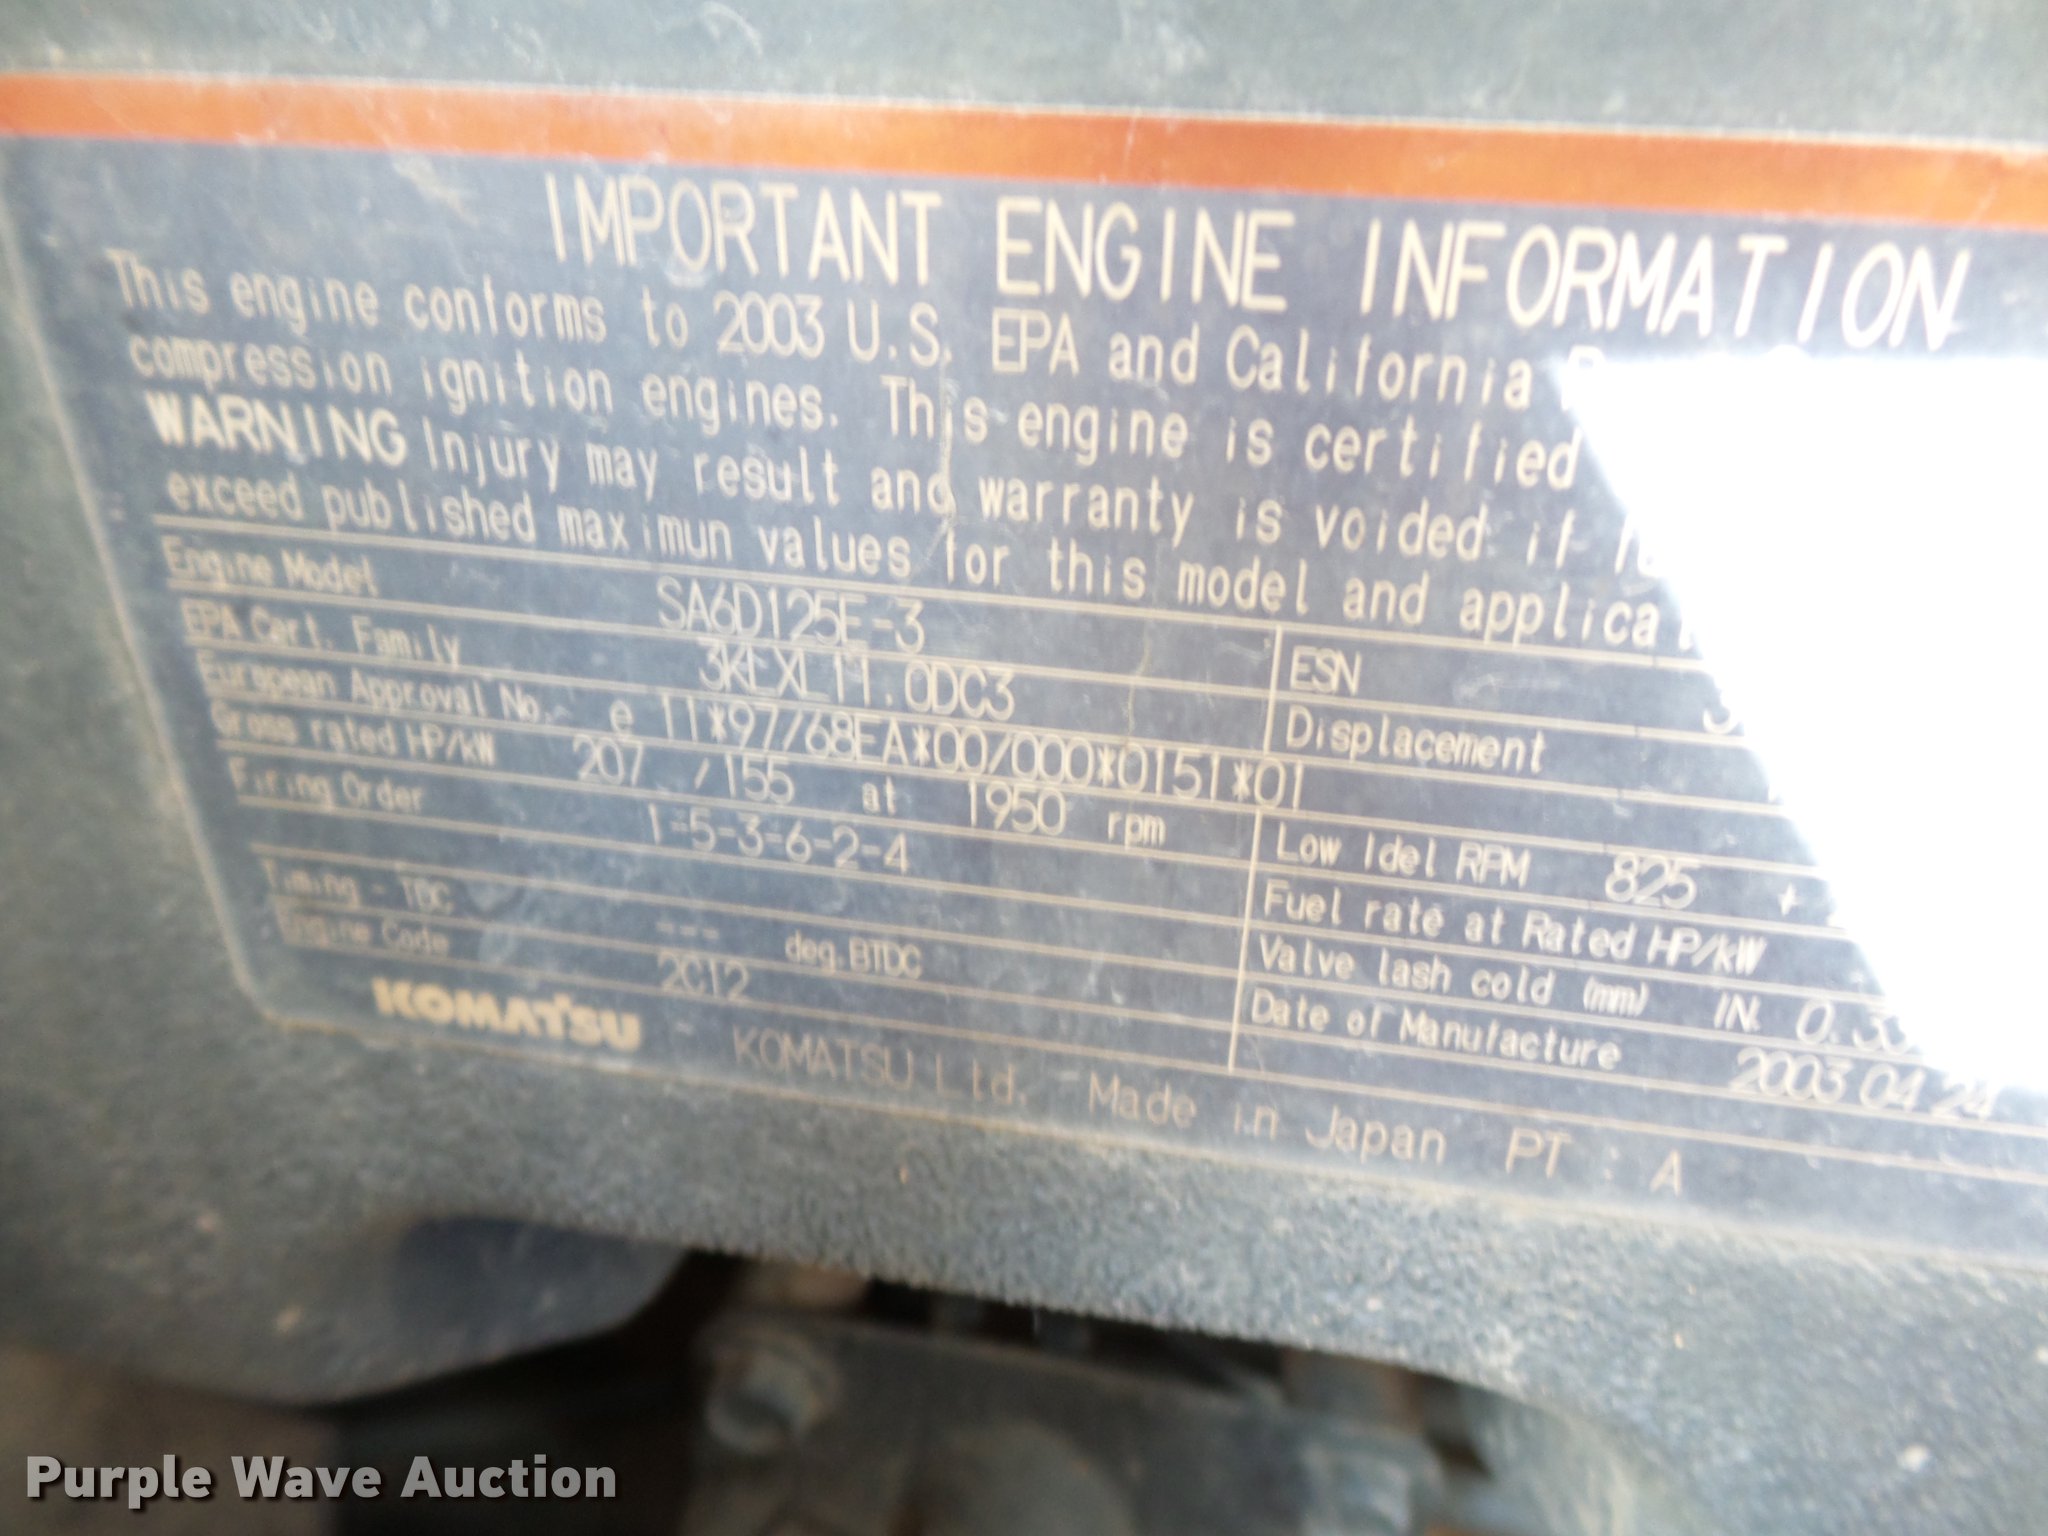 IMPORTANT ENGINE INFORMATION
This engine conforms to 2003 U.S. EPA and California
compression ignition engines. This engine is certified
WARNING Injury may result and warranty is voided if
exceed published maximun values for this model and
Engine Model SA6D125E-3 ESN
EPA Cert. Family 3KEXL11.0DC3 Displacement
European Approval No. e 11*97/68EA*00/000*0151*01
Gross rated HP/kW 207 / 155 at 1950 rpm Low Idel RPM 825 +
Firing Order 1-5-3-6-2-4 Fuel rate at Rated HP/kW
Valve lash cold (mm) IN.
Timing - TDC --- deg. BTDC Date of Manufacture 2003 04 24
Engine Code 2C12
KOMATSU KOMATSU Ltd. Made in Japan PT : A
Purple Wave Auction